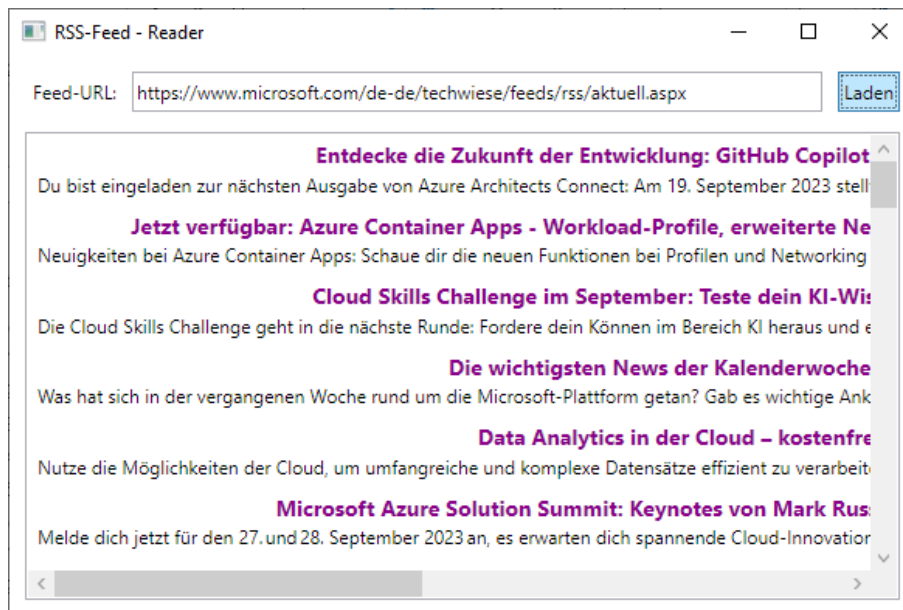 RSS-Feed - Reader
Feed-URL: https://www.microsoft.com/de-de/techwiese/feeds/rss/aktuell.aspx Laden
Entdecke die Zukunft der Entwicklung: GitHub Copilot
Du bist eingeladen zur nächsten Ausgabe von Azure Architects Connect: Am 19. September 2023 stell
Jetzt verfügbar: Azure Container Apps - Workload-Profile, erweiterte Ne
Neuigkeiten bei Azure Container Apps: Schaue dir die neuen Funktionen bei Profilen und Networking
Cloud Skills Challenge im September: Teste dein KI-Wis
Die Cloud Skills Challenge geht in die nächste Runde: Fordere dein Können im Bereich KI heraus und e
Die wichtigsten News der Kalenderwoche
Was hat sich in der vergangenen Woche rund um die Microsoft-Plattform getan? Gab es wichtige Ank
Data Analytics in der Cloud – kostenfre
Nutze die Möglichkeiten der Cloud, um umfangreiche und komplexe Datensätze effizient zu verarbeit
Microsoft Azure Solution Summit: Keynotes von Mark Rus
Melde dich jetzt für den 27. und 28. September 2023 an, es erwarten dich spannende Cloud-Innovation